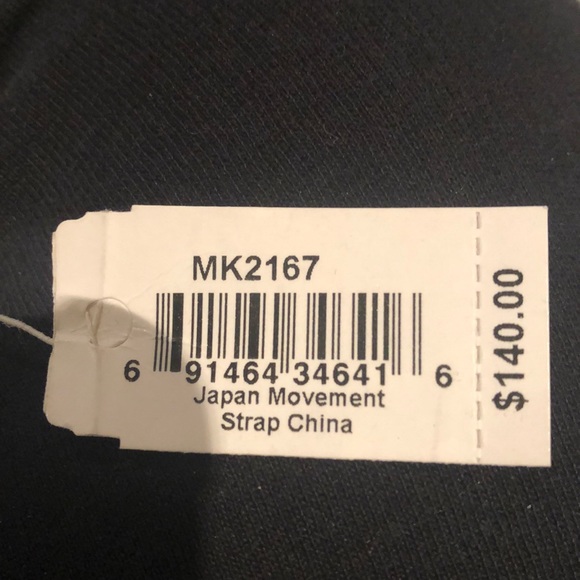 MK2167
6 91464 34641 6
Japan Movement
Strap China
$140.00